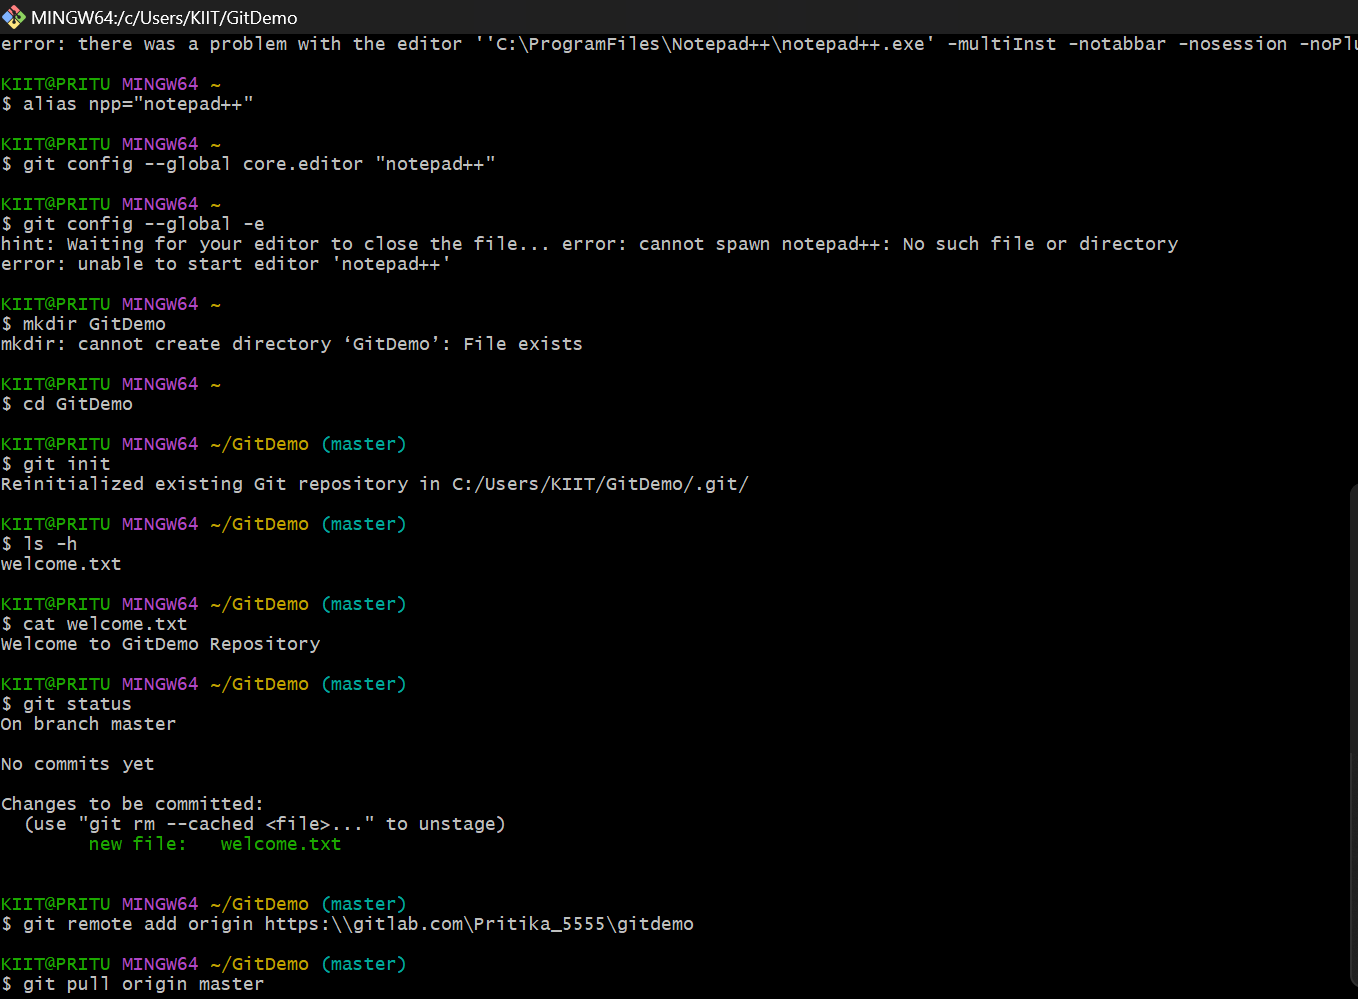 MINGW64:/c/Users/KIIT/GitDemo
error: there was a problem with the editor ''C:\ProgramFiles\Notepad++\notepad++.exe' -multiInst -notabbar -nosession -noPlu
KIIT@PRITU MINGW64 ~
$ alias npp="notepad++"
KIIT@PRITU MINGW64 ~
$ git config --global core.editor "notepad++"
KIIT@PRITU MINGW64 ~
$ git config --global -e
hint: Waiting for your editor to close the file... error: cannot spawn notepad++: No such file or directory
error: unable to start editor 'notepad++'
KIIT@PRITU MINGW64 ~
$ mkdir GitDemo
mkdir: cannot create directory ‘GitDemo’: File exists
KIIT@PRITU MINGW64 ~
$ cd GitDemo
KIIT@PRITU MINGW64 ~/GitDemo (master)
$ git init
Reinitialized existing Git repository in C:/Users/KIIT/GitDemo/.git/
KIIT@PRITU MINGW64 ~/GitDemo (master)
$ ls -h
welcome.txt
KIIT@PRITU MINGW64 ~/GitDemo (master)
$ cat welcome.txt
Welcome to GitDemo Repository
KIIT@PRITU MINGW64 ~/GitDemo (master)
$ git status
On branch master
No commits yet
Changes to be committed:
(use "git rm --cached <file>..." to unstage)
new file:   welcome.txt
KIIT@PRITU MINGW64 ~/GitDemo (master)
$ git remote add origin https:\\gitlab.com\Pritika_5555\gitdemo
KIIT@PRITU MINGW64 ~/GitDemo (master)
$ git pull origin master